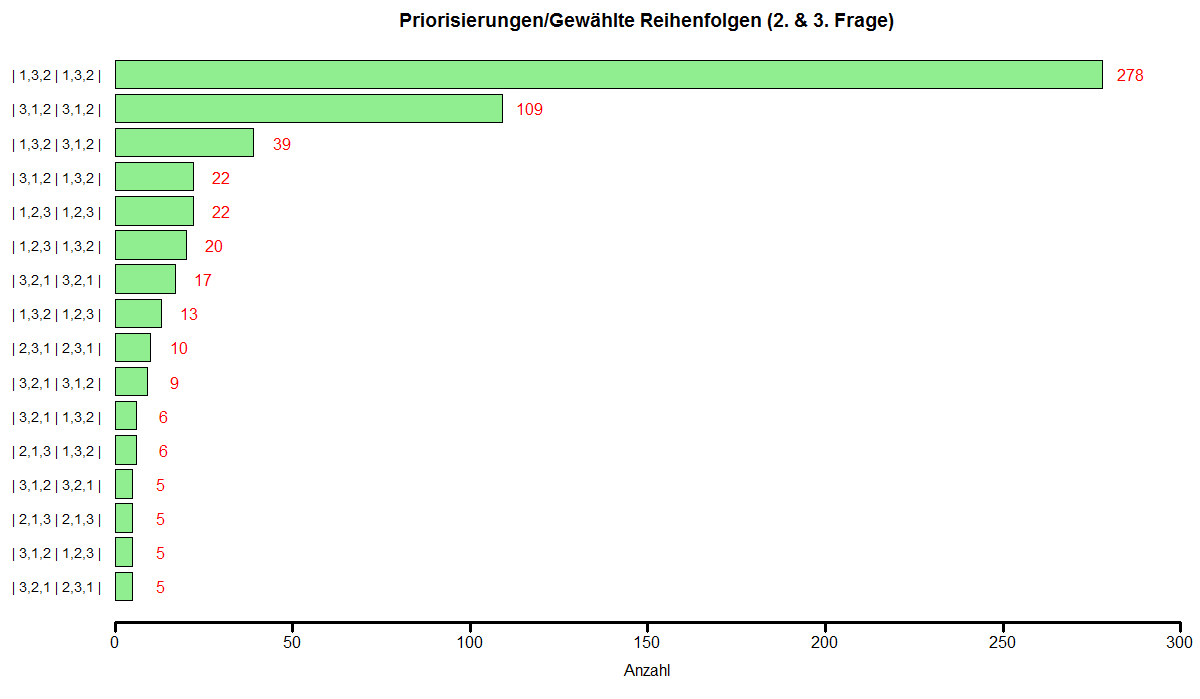 Priorisierungen/Gewählte Reihenfolgen (2. & 3. Frage)
| 1,3,2 | 1,3,2 | 278
| 3,1,2 | 3,1,2 | 109
| 1,3,2 | 3,1,2 | 39
| 3,1,2 | 1,3,2 | 22
| 1,2,3 | 1,2,3 | 22
| 1,2,3 | 1,3,2 | 20
| 3,2,1 | 3,2,1 | 17
| 1,3,2 | 1,2,3 | 13
| 2,3,1 | 2,3,1 | 10
| 3,2,1 | 3,1,2 | 9
| 3,2,1 | 1,3,2 | 6
| 2,1,3 | 1,3,2 | 6
| 3,1,2 | 3,2,1 | 5
| 2,1,3 | 2,1,3 | 5
| 3,1,2 | 1,2,3 | 5
| 3,2,1 | 2,3,1 | 5
0 50 100 150 200 250 300
Anzahl